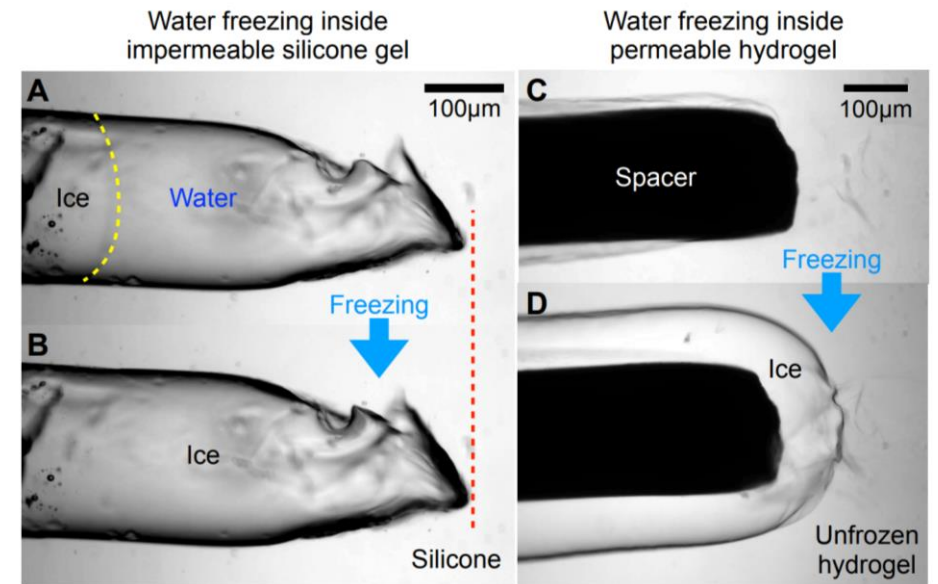 Water freezing inside
impermeable silicone gel
Water freezing inside
permeable hydrogel
A
100µm
Ice
Water
Freezing
B
Ice
Silicone
C
100µm
Spacer
Freezing
D
Ice
Unfrozen
hydrogel